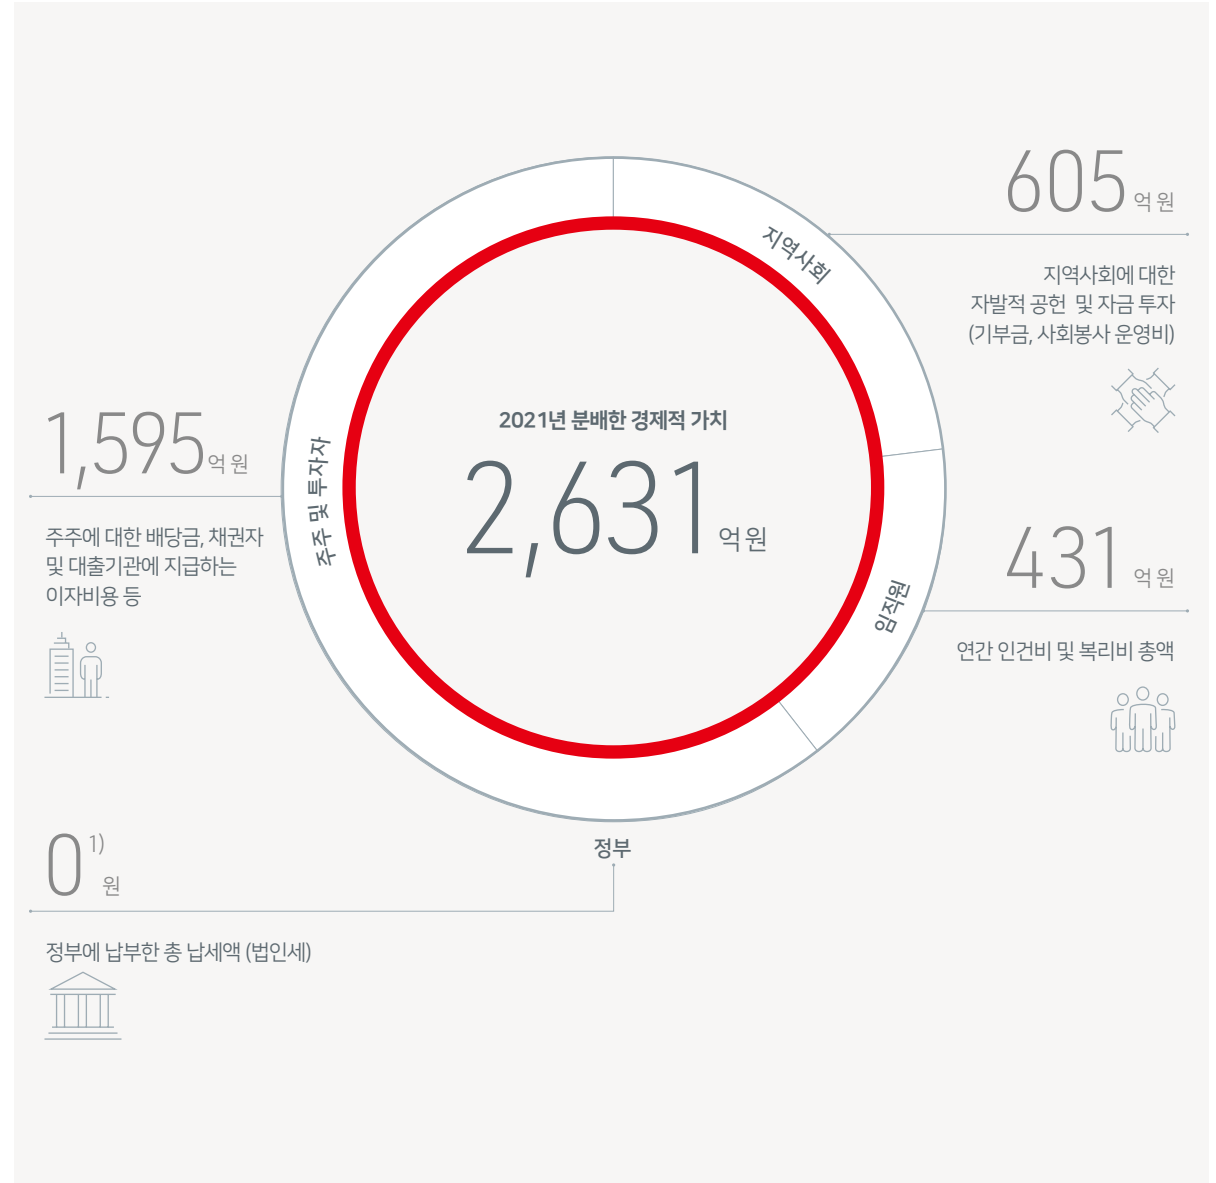 605 억 원
지역사회
지역사회에 대한
자발적 공헌 및 자금 투자
(기부금, 사회봉사 운영비)
1,595 억 원
주주 및 투자자
주주에 대한 배당금, 채권자
및 대출기관에 지급하는
이자비용 등
2021년 분배한 경제적 가치
2,631 억 원
431 억 원
임직원
연간 인건비 및 복리비 총액
정부
0 1) 원
정부에 납부한 총 납세액 (법인세)